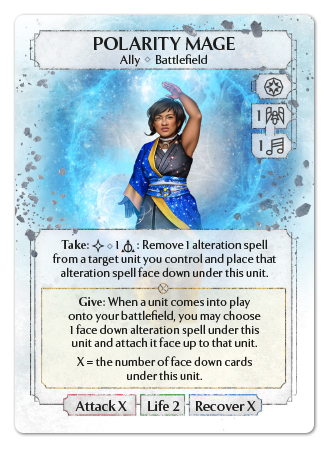 POLARITY MAGE
Ally ◇ Battlefield
1
1
Take: ◇ 1 : Remove 1 alteration spell
from a target unit you control and place that
alteration spell face down under this unit.
Give: When a unit comes into play
onto your battlefield, you may choose
1 face down alteration spell under this
unit and attach it face up to that unit.
X = the number of face down cards
under this unit.
Attack X
Life 2
Recover X